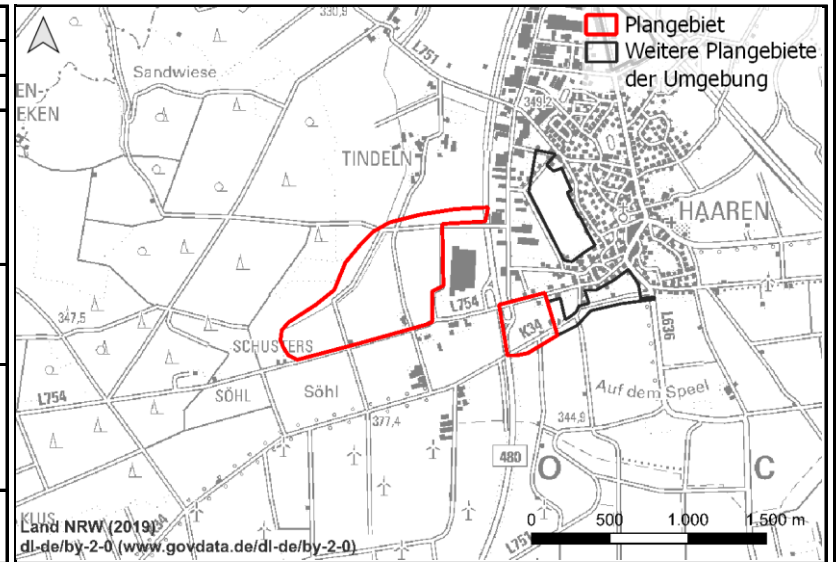 330,9
L751
Plangebiet
Weitere Plangebiete
der Umgebung
Sandwiese
EN-
EKEN
349,2
TINDELN
HAAREN
L754
347,5
K34
SCHUSTERS
L636
L754
SÖHL
Söhl
Auf dem Speel
377,4
344,9
480
O
C
KLUS
K34
L751
Land NRW (2019)
dl-de/by-2-0 (www.govdata.de/dl-de/by-2-0)
0 500 1.000 1.500 m